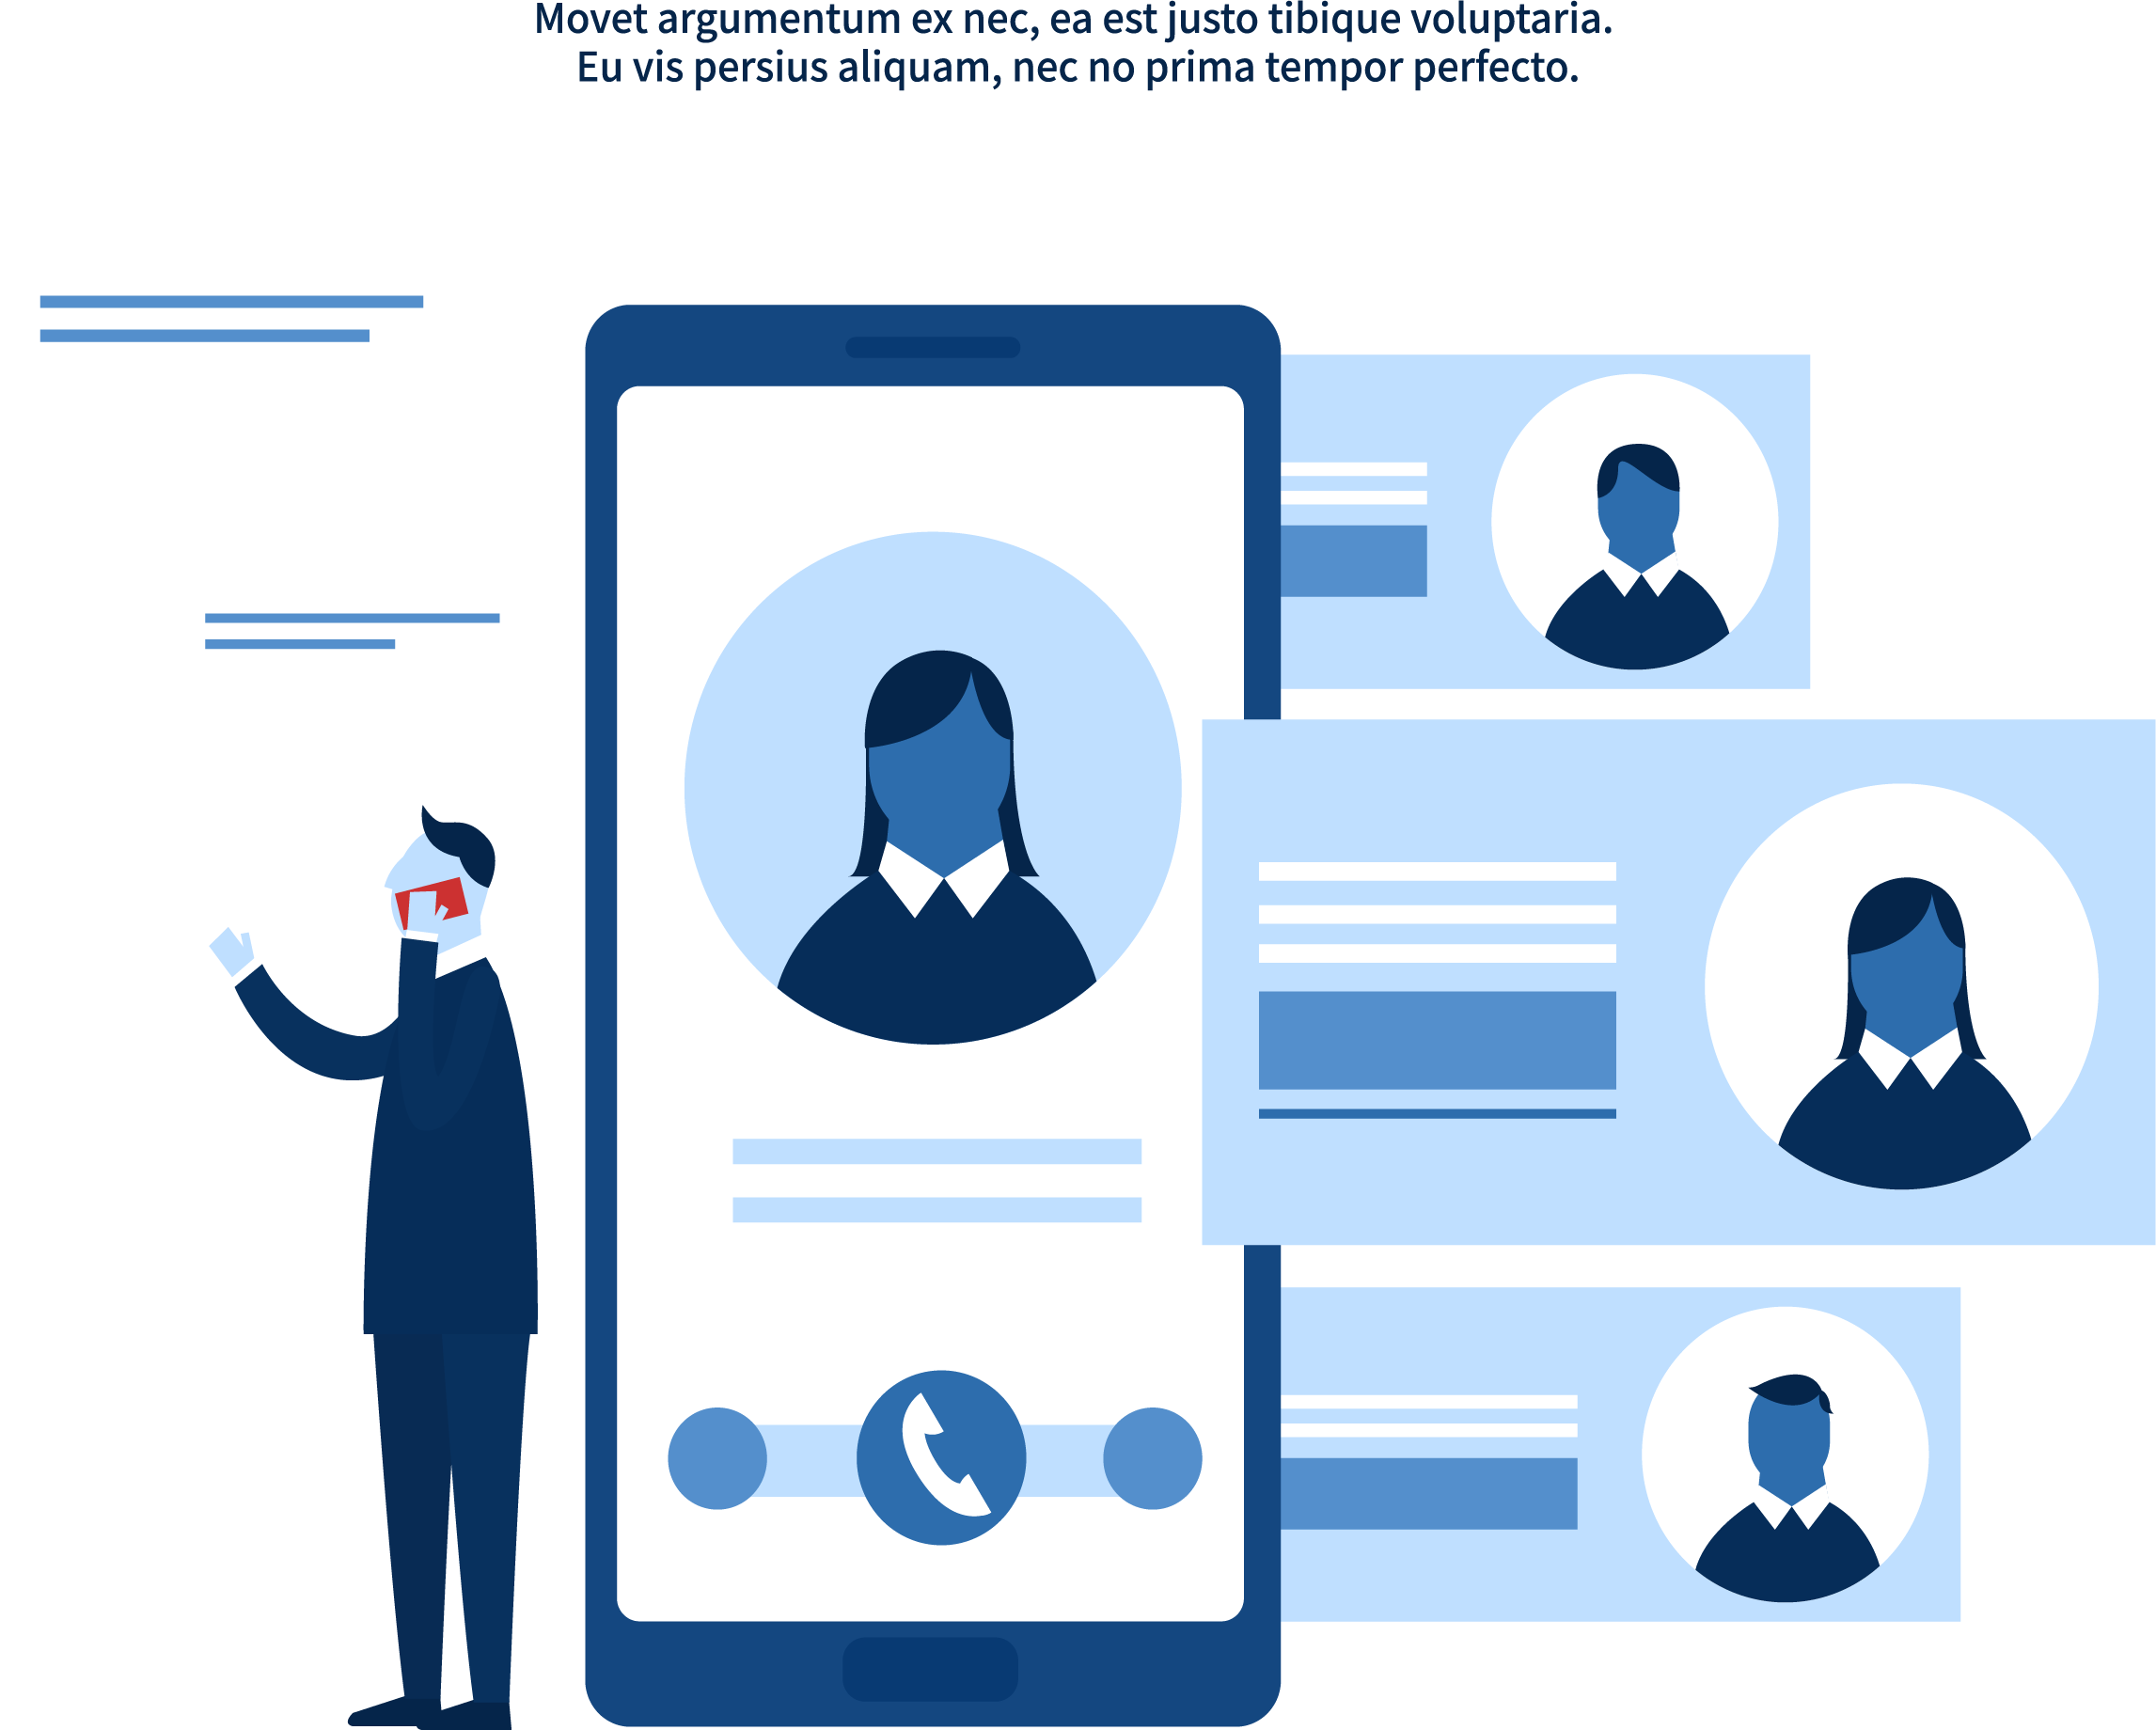 Movet argumentum ex nec, ea est justo tibique voluptaria.
Eu vis persius aliquam, nec no prima tempor perfecto.